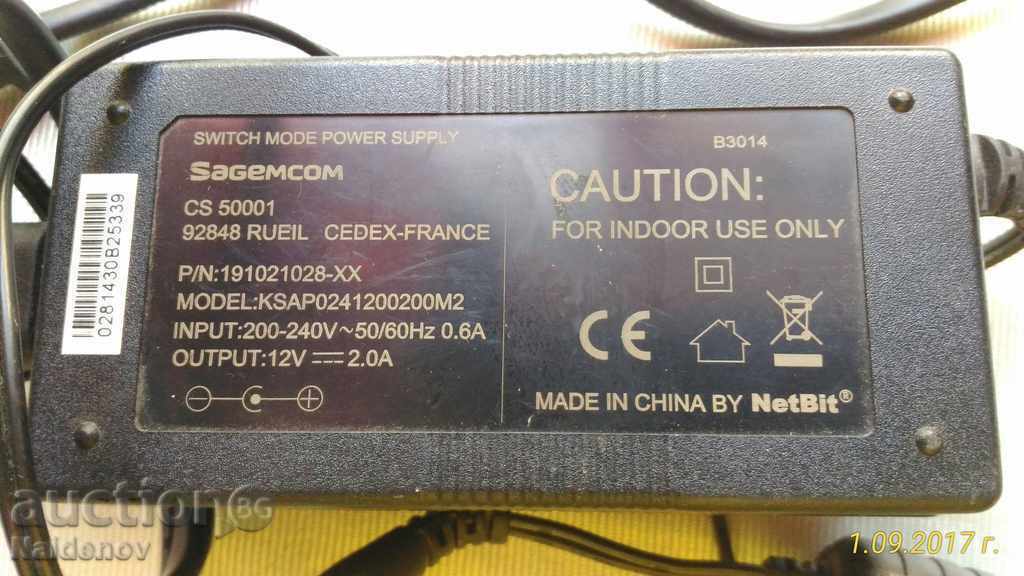 SWITCH MODE POWER SUPPLY
SAGEMCOM
CS 50001
92848 RUEIL CEDEX-FRANCE
P/N:191021028-XX
MODEL:KSAP0241200200M2
INPUT:200-240V~50/60Hz 0.6A
OUTPUT:12V⎓2.0A
B3014
CAUTION:
FOR INDOOR USE ONLY
CE
MADE IN CHINA BY NetBit®
0281430B25339
auction BG
Naidenov
1.09.2017 г.